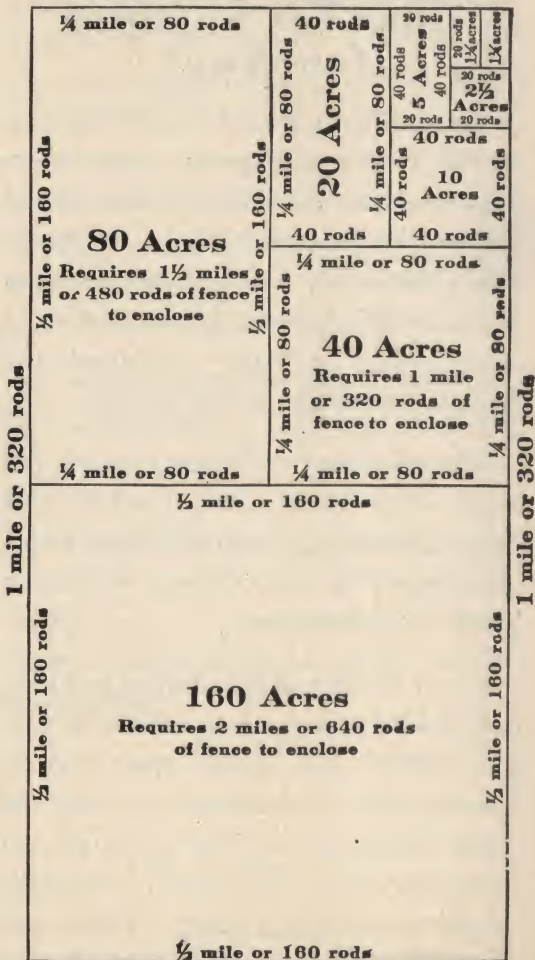 ¼ mile or 80 rods
½ mile or 160 rods
80 Acres
Requires 1½ miles
or 480 rods of fence
to enclose
½ mile or 160 rods
¼ mile or 80 rods
40 rods
¼ mile or 80 rods
20 Acres
¼ mile or 80 rods
40 rods
20 rods
40 rods
5 Acres
40 rods
20 rods
20 rods
1¼ acres
1¼ acres
20 rods
2½
Acres
20 rods
40 rods
40 rods
10
Acres
40 rods
40 rods
¼ mile or 80 rods
¼ mile or 80 rods
40 Acres
Requires 1 mile
or 320 rods of
fence to enclose
¼ mile or 80 rods
¼ mile or 80 rods
1 mile or 320 rods
1 mile or 320 rods
½ mile or 160 rods
½ mile or 160 rods
160 Acres
Requires 2 miles or 640 rods
of fence to enclose
½ mile or 160 rods
½ mile or 160 rods